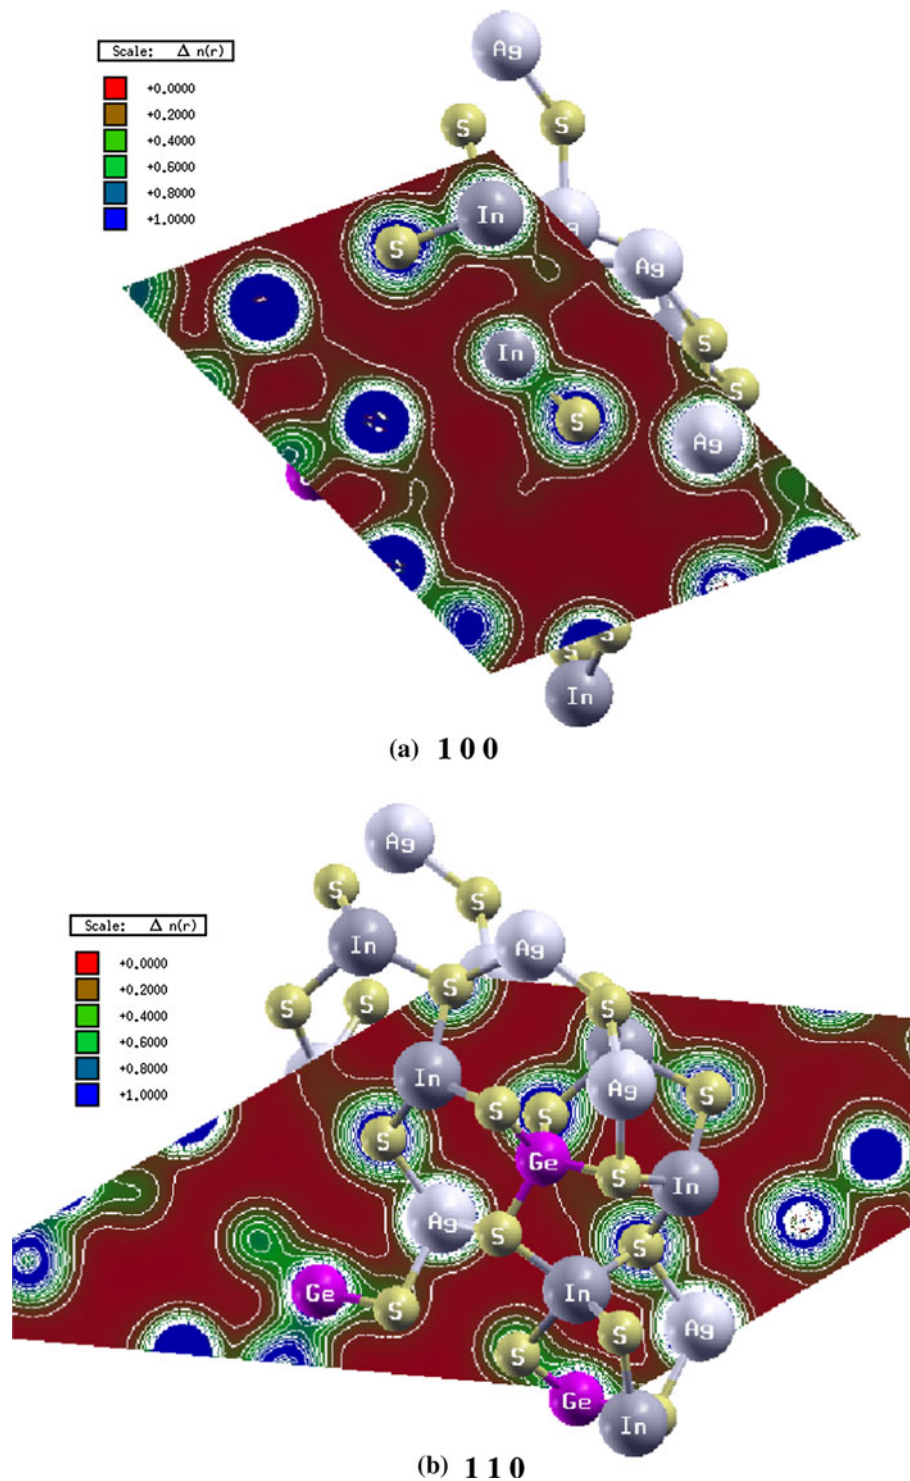 Ag
Scale: Δ n(r)
+0.0000
+0.2000
+0.4000
+0.6000
+0.8000
+1.0000
S
S
In
S
Ag
S
In
S
S
Ag
S
S
In
(a) 1 0 0
Ag
S
S
Scale: Δ n(r)
In
Ag
+0.0000
+0.2000
+0.4000
+0.6000
+0.8000
+1.0000
S
S
S
S
In
Ag
S
S
S
S
Ge
S
In
Ag
S
S
Ge
S
In
S
Ag
S
Ge
In
(b) 1 1 0